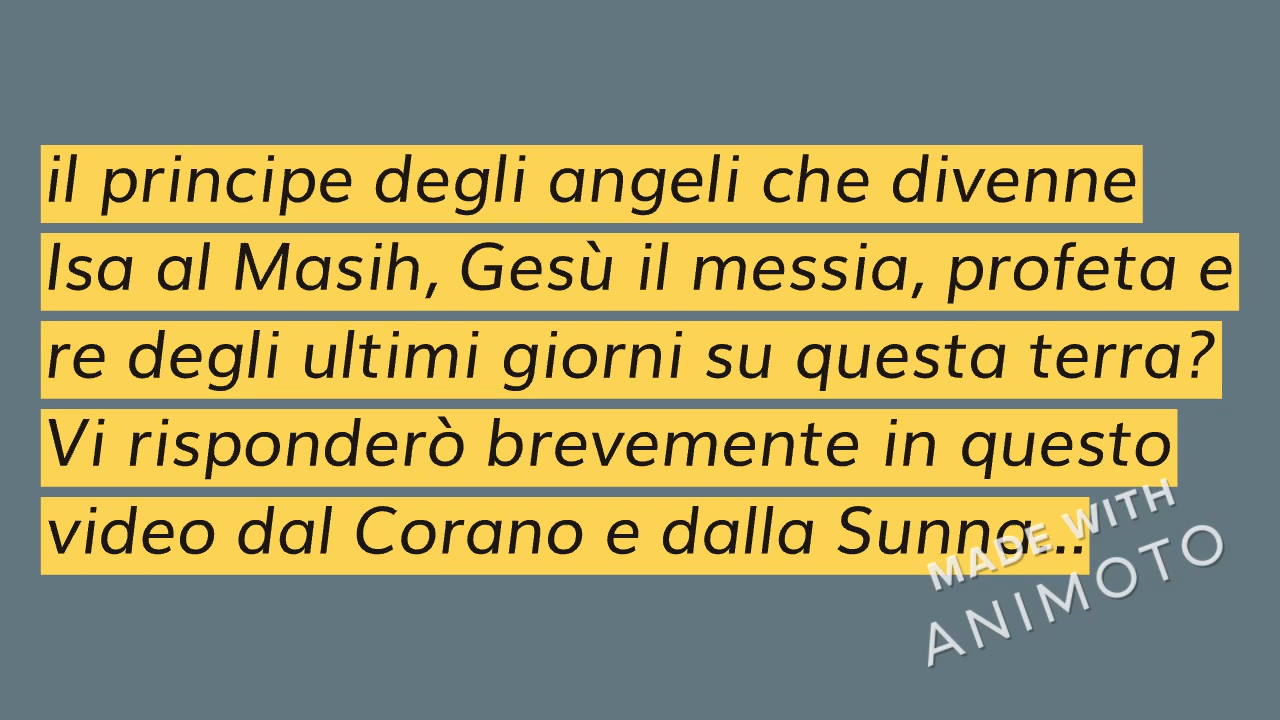 il principe degli angeli che divenne
Isa al Masih, Gesù il messia, profeta e
re degli ultimi giorni su questa terra?
Vi risponderò brevemente in questo
video dal Corano e dalla Sunna...
MADE WITH
ANIMOTO